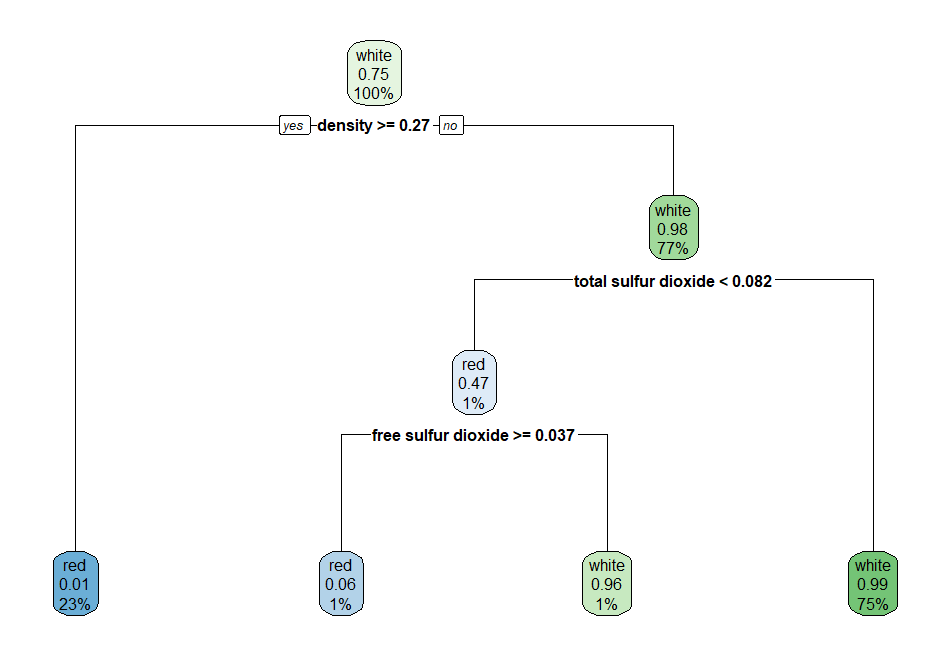 white
0.75
100%
yes density >= 0.27 no
white
0.98
77%
total sulfur dioxide < 0.082
red
0.47
1%
free sulfur dioxide >= 0.037
red
0.01
23%
red
0.06
1%
white
0.96
1%
white
0.99
75%